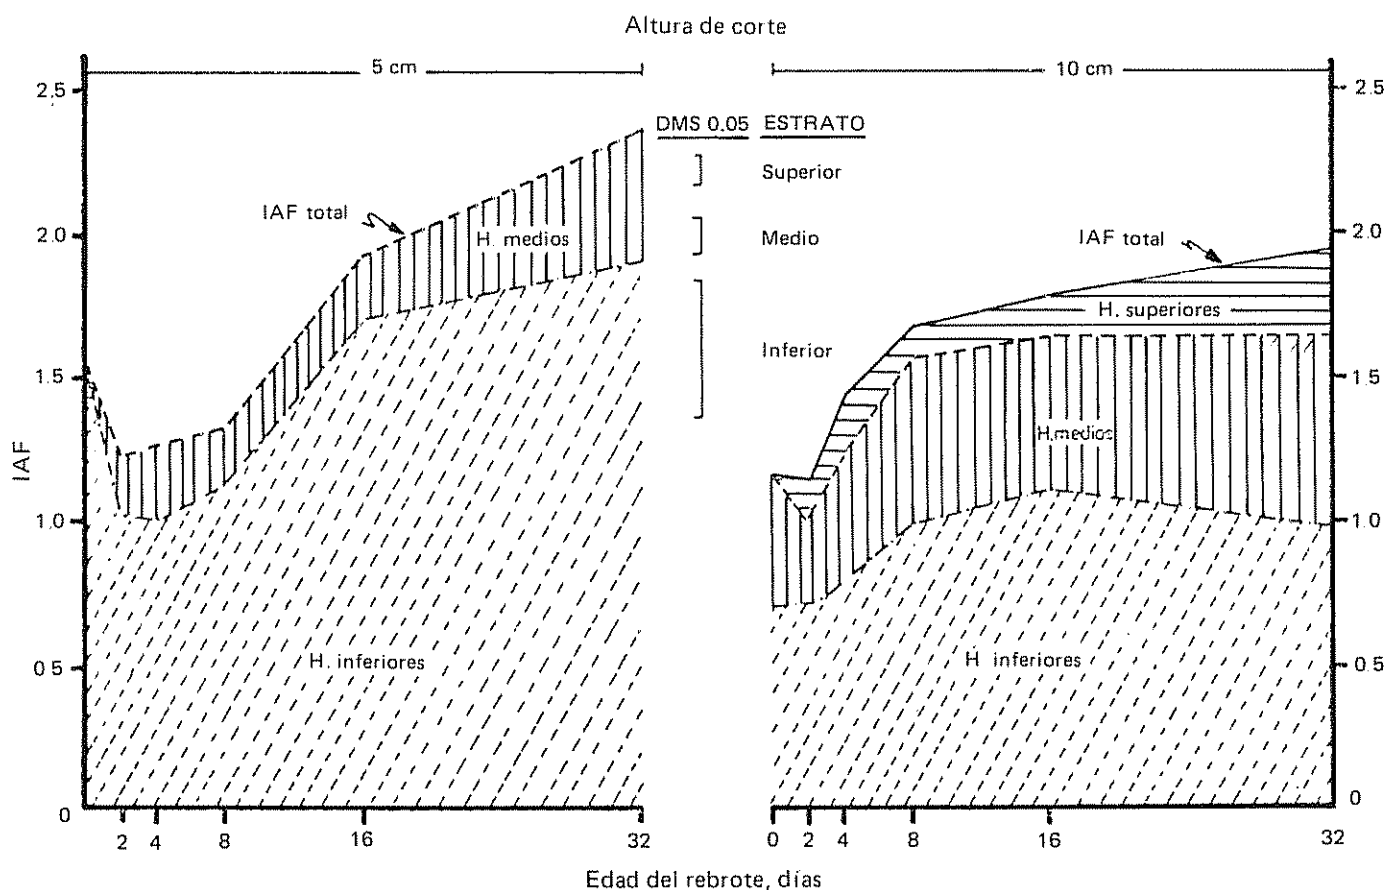 Altura de corte
5 cm
10 cm
2.5
2.0
1.5
1.0
0 5
0
IAF
IAF total
H. medios
H. inferiores
2 4 8 16 32
DMS 0.05 ESTRATO
Superior
Medio
Inferior
IAF total
H. superiores
H.medios
H inferiores
2.5
2.0
1.5
1.0
0.5
0
0 2 4 8 16 32
Edad del rebrote, días